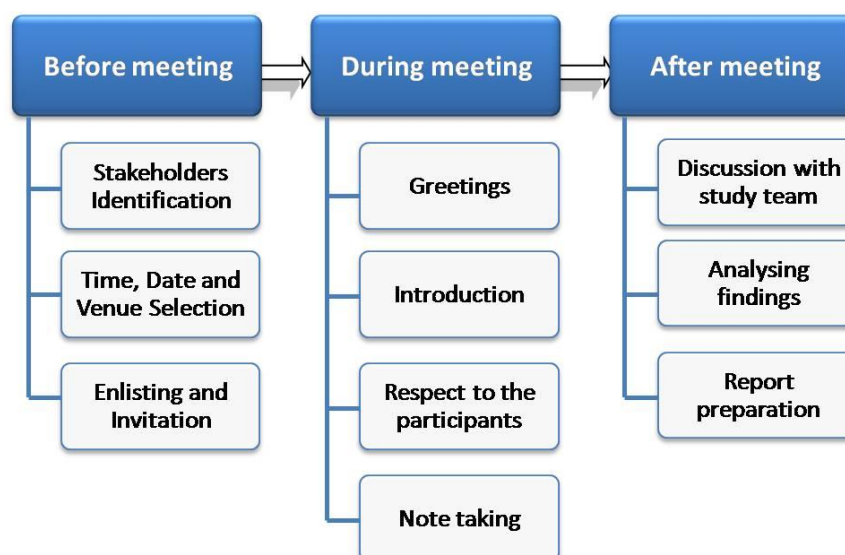 Before meeting
Stakeholders
Identification
Time, Date and
Venue Selection
Enlisting and
Invitation
During meeting
Greetings
Introduction
Respect to the
participants
Note taking
After meeting
Discussion with
study team
Analysing
findings
Report
preparation